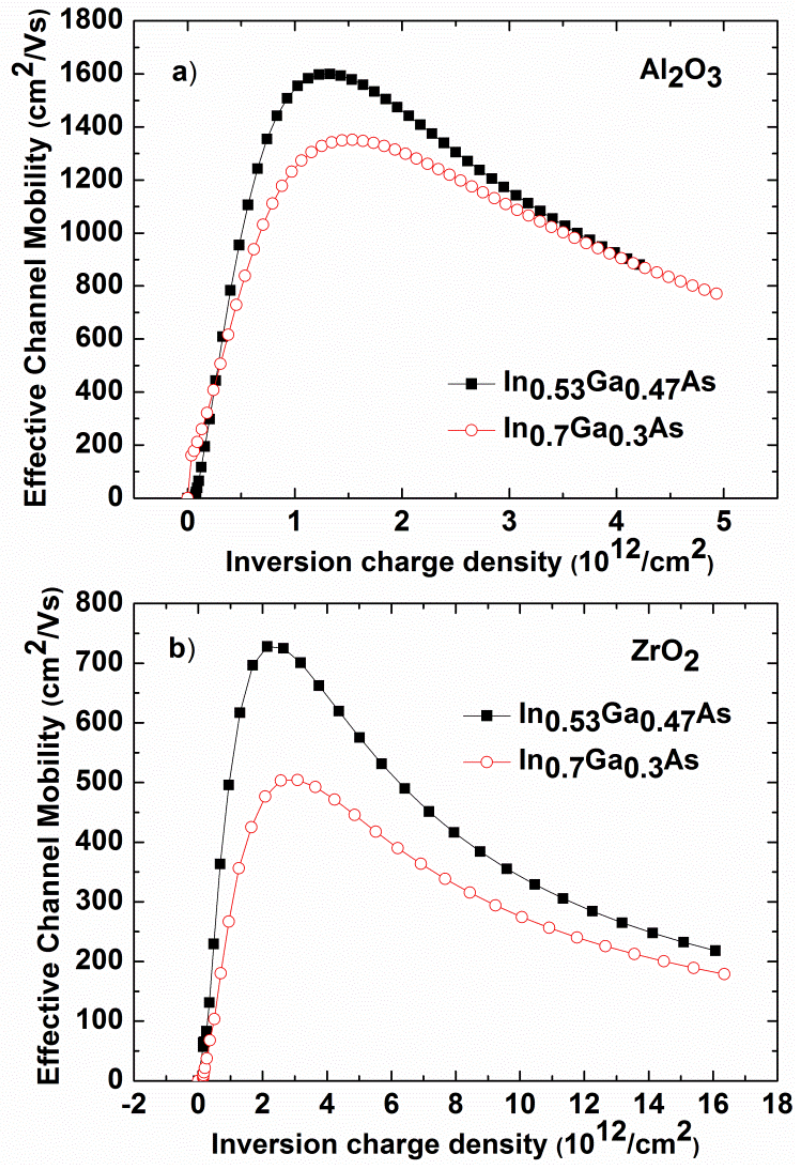 1800
1600
1400
1200
1000
800
600
400
200
0
Effective Channel Mobility (cm²/Vs)
a)
Al₂O₃
In₀.₅₃Ga₀.₄₇As
In₀.₇Ga₀.₃As
0 1 2 3 4 5
Inversion charge density (10¹²/cm²)
800
700
600
500
400
300
200
100
0
Effective Channel Mobility (cm²/Vs)
b)
ZrO₂
In₀.₅₃Ga₀.₄₇As
In₀.₇Ga₀.₃As
-2 0 2 4 6 8 10 12 14 16 18
Inversion charge density (10¹²/cm²)